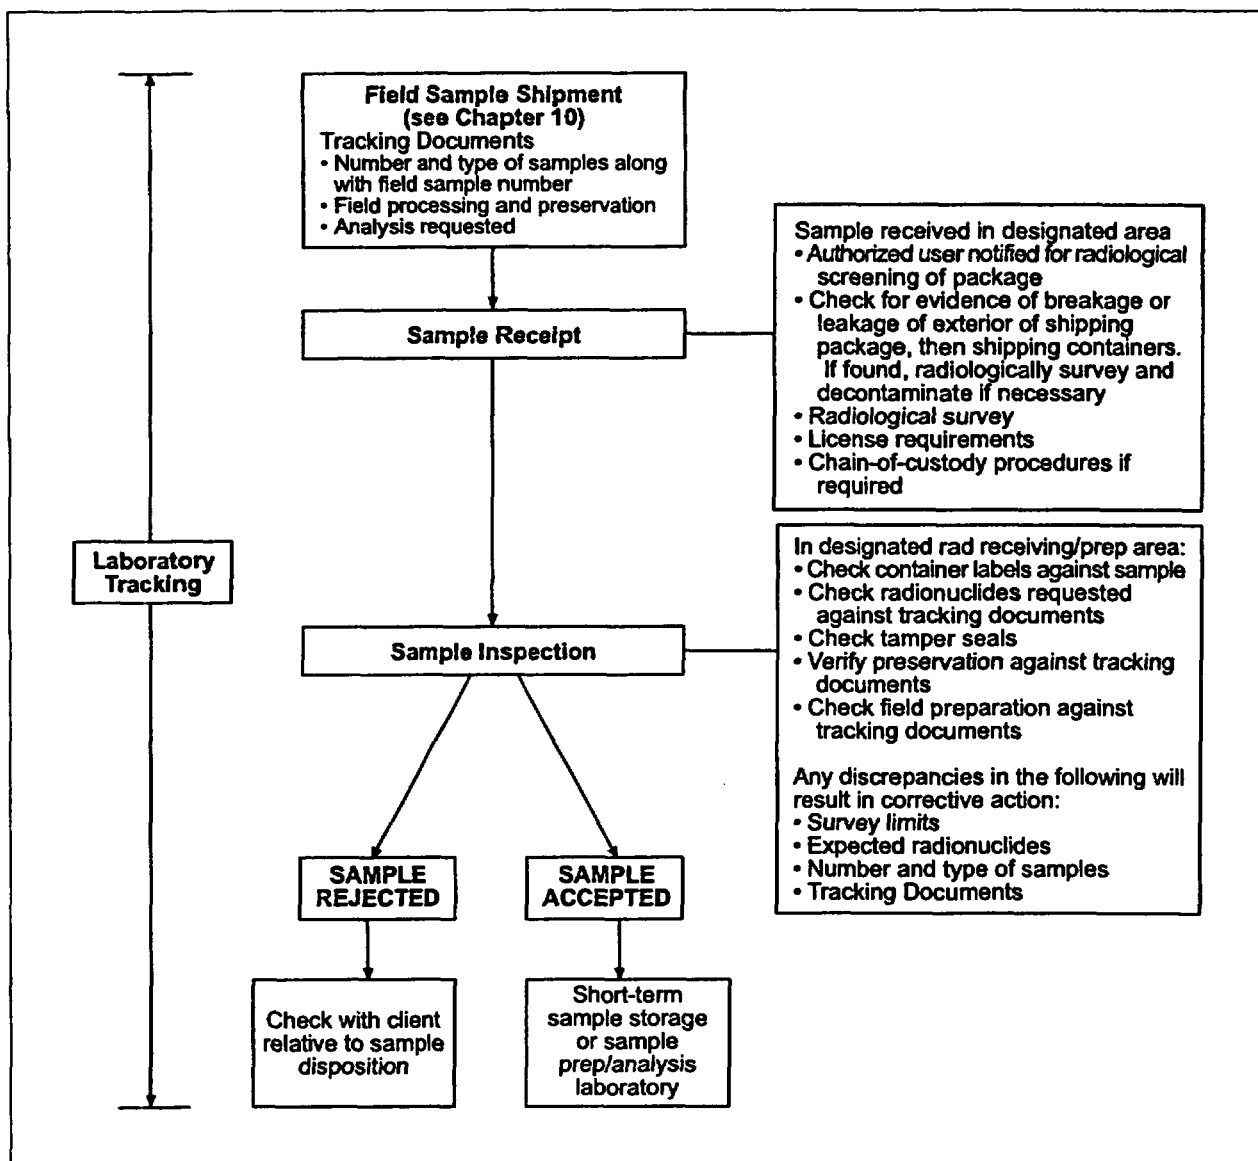 Field Sample Shipment
(see Chapter 10)
Tracking Documents
• Number and type of samples along
with field sample number
• Field processing and preservation
• Analysis requested
Sample Receipt
Sample received in designated area
• Authorized user notified for radiological
screening of package
• Check for evidence of breakage or
leakage of exterior of shipping
package, then shipping containers.
If found, radiologically survey and
decontaminate if necessary
• Radiological survey
• License requirements
• Chain-of-custody procedures if
required
Laboratory
Tracking
Sample Inspection
In designated rad receiving/prep area:
• Check container labels against sample
• Check radionuclides requested
against tracking documents
• Check tamper seals
• Verify preservation against tracking
documents
• Check field preparation against
tracking documents
Any discrepancies in the following will
result in corrective action:
• Survey limits
• Expected radionuclides
• Number and type of samples
• Tracking Documents
SAMPLE
REJECTED
SAMPLE
ACCEPTED
Check with client
relative to sample
disposition
Short-term
sample storage
or sample
prep/analysis
laboratory